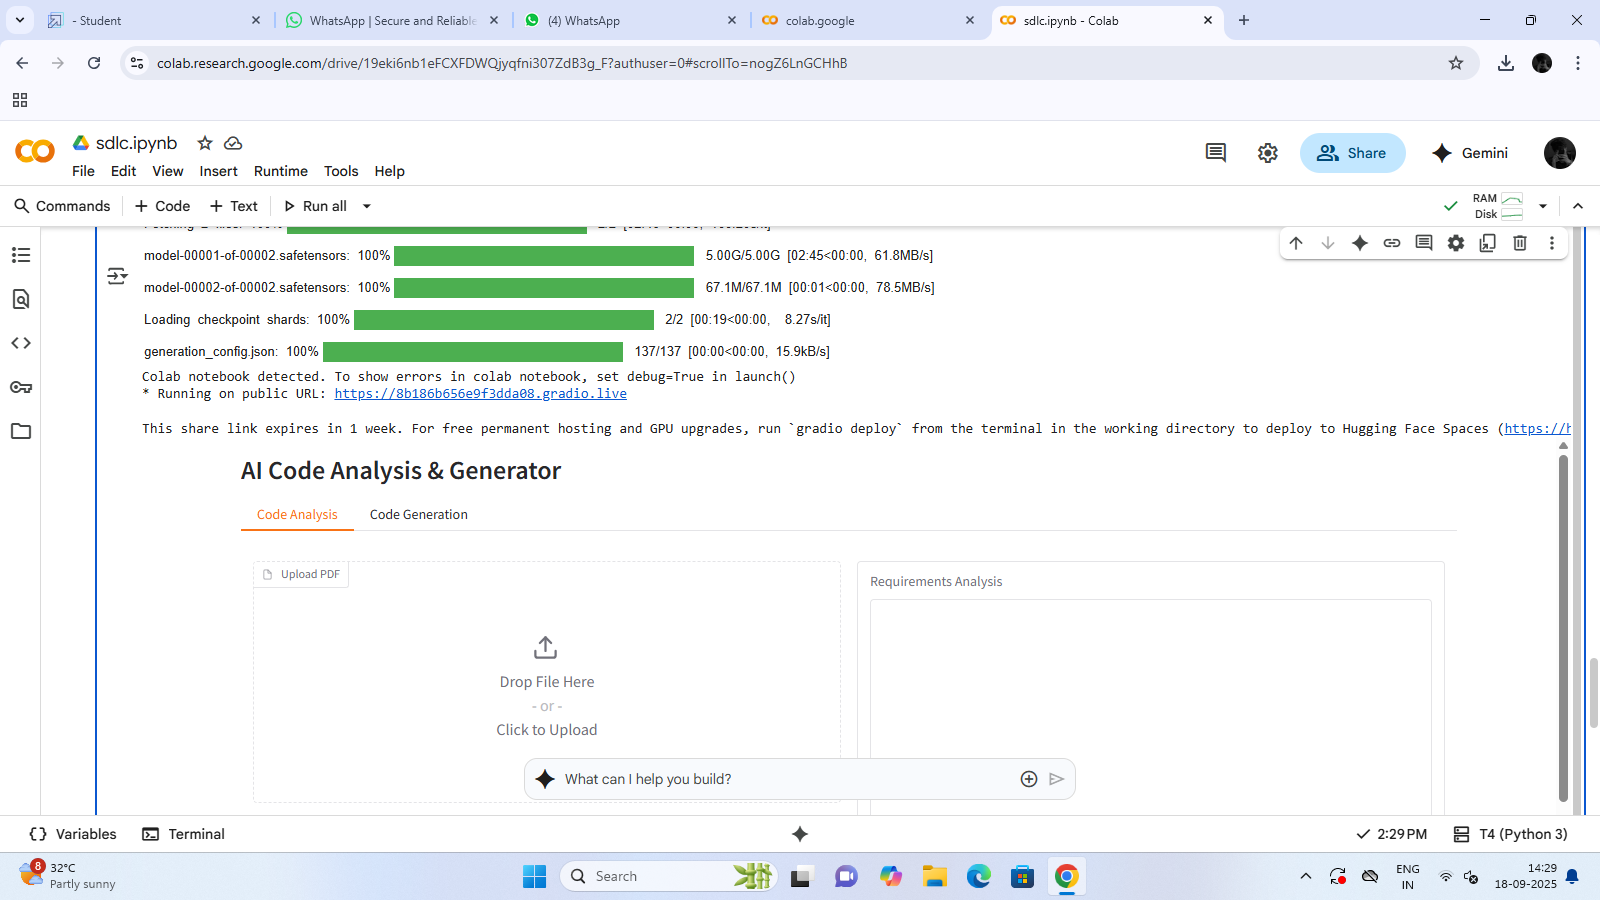 - Student
WhatsApp | Secure and Reliable
(4) WhatsApp
colab.google
sdlc.ipynb - Colab
colab.research.google.com/drive/19eki6nb1eFCXFDWQjyqfni307ZdB3g_F?authuser=0#scrollTo=nogZ6LnGCHhB
sdlc.ipynb
File Edit View Insert Runtime Tools Help
Share
Gemini
Commands + Code + Text Run all
RAM
Disk
model-00001-of-00002.safetensors: 100% 5.00G/5.00G [02:45<00:00, 61.8MB/s]
model-00002-of-00002.safetensors: 100% 67.1M/67.1M [00:01<00:00, 78.5MB/s]
Loading checkpoint shards: 100% 2/2 [00:19<00:00, 8.27s/it]
generation_config.json: 100% 137/137 [00:00<00:00, 15.9kB/s]
Colab notebook detected. To show errors in colab notebook, set debug=True in launch()
* Running on public URL: https://8b186b656e9f3dda08.gradio.live
This share link expires in 1 week. For free permanent hosting and GPU upgrades, run `gradio deploy` from the terminal in the working directory to deploy to Hugging Face Spaces (https://h
AI Code Analysis & Generator
Code Analysis Code Generation
Upload PDF
Drop File Here
- or -
Click to Upload
Requirements Analysis
What can I help you build?
Variables Terminal
2:29 PM T4 (Python 3)
8
32°C
Partly sunny
Search
ENG
IN
14:29
18-09-2025